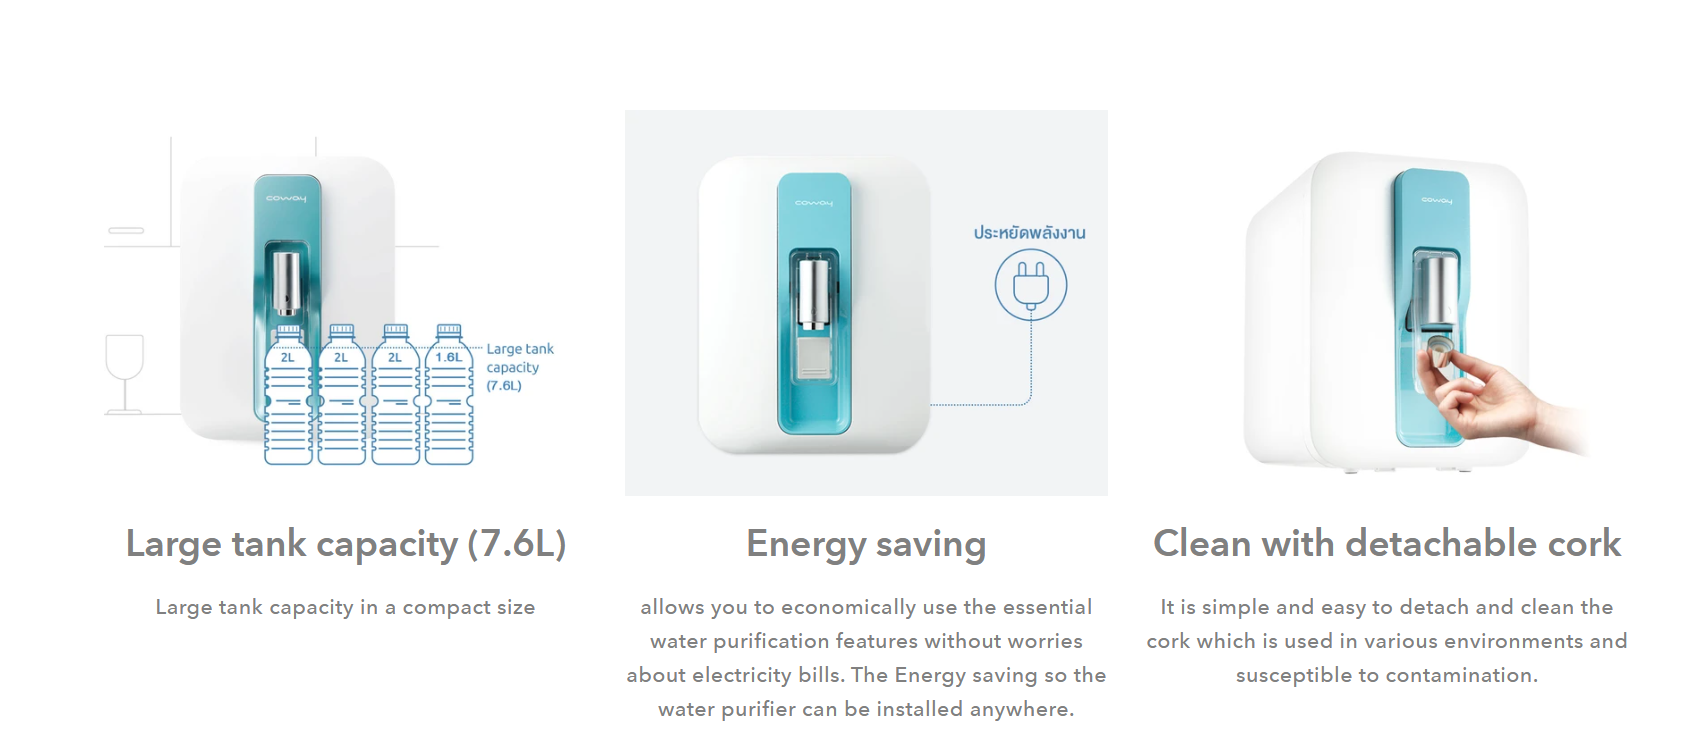 coway
2L
2L
2L
1.6L
Large tank
capacity
(7.6L)
Large tank capacity (7.6L)
Large tank capacity in a compact size
coway
ประหยัดพลังงาน
Energy saving
allows you to economically use the essential
water purification features without worries
about electricity bills. The Energy saving so the
water purifier can be installed anywhere.
coway
Clean with detachable cork
It is simple and easy to detach and clean the
cork which is used in various environments and
susceptible to contamination.